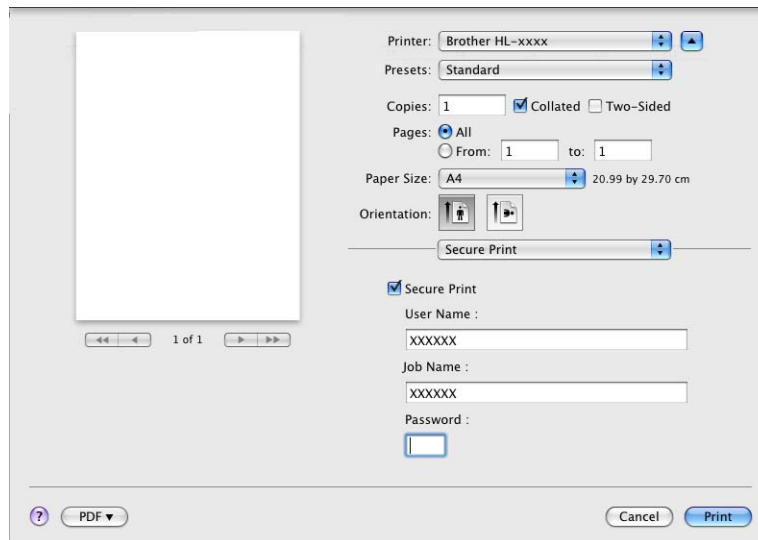 Printer: Brother HL-xxxx
Presets: Standard
Copies: 1 Collated Two-Sided
Pages: All
From: 1 to: 1
Paper Size: A4 20.99 by 29.70 cm
Orientation:
Secure Print
Secure Print
User Name :
XXXXXX
Job Name :
XXXXXX
Password :
1 of 1
? PDF▼ Cancel Print